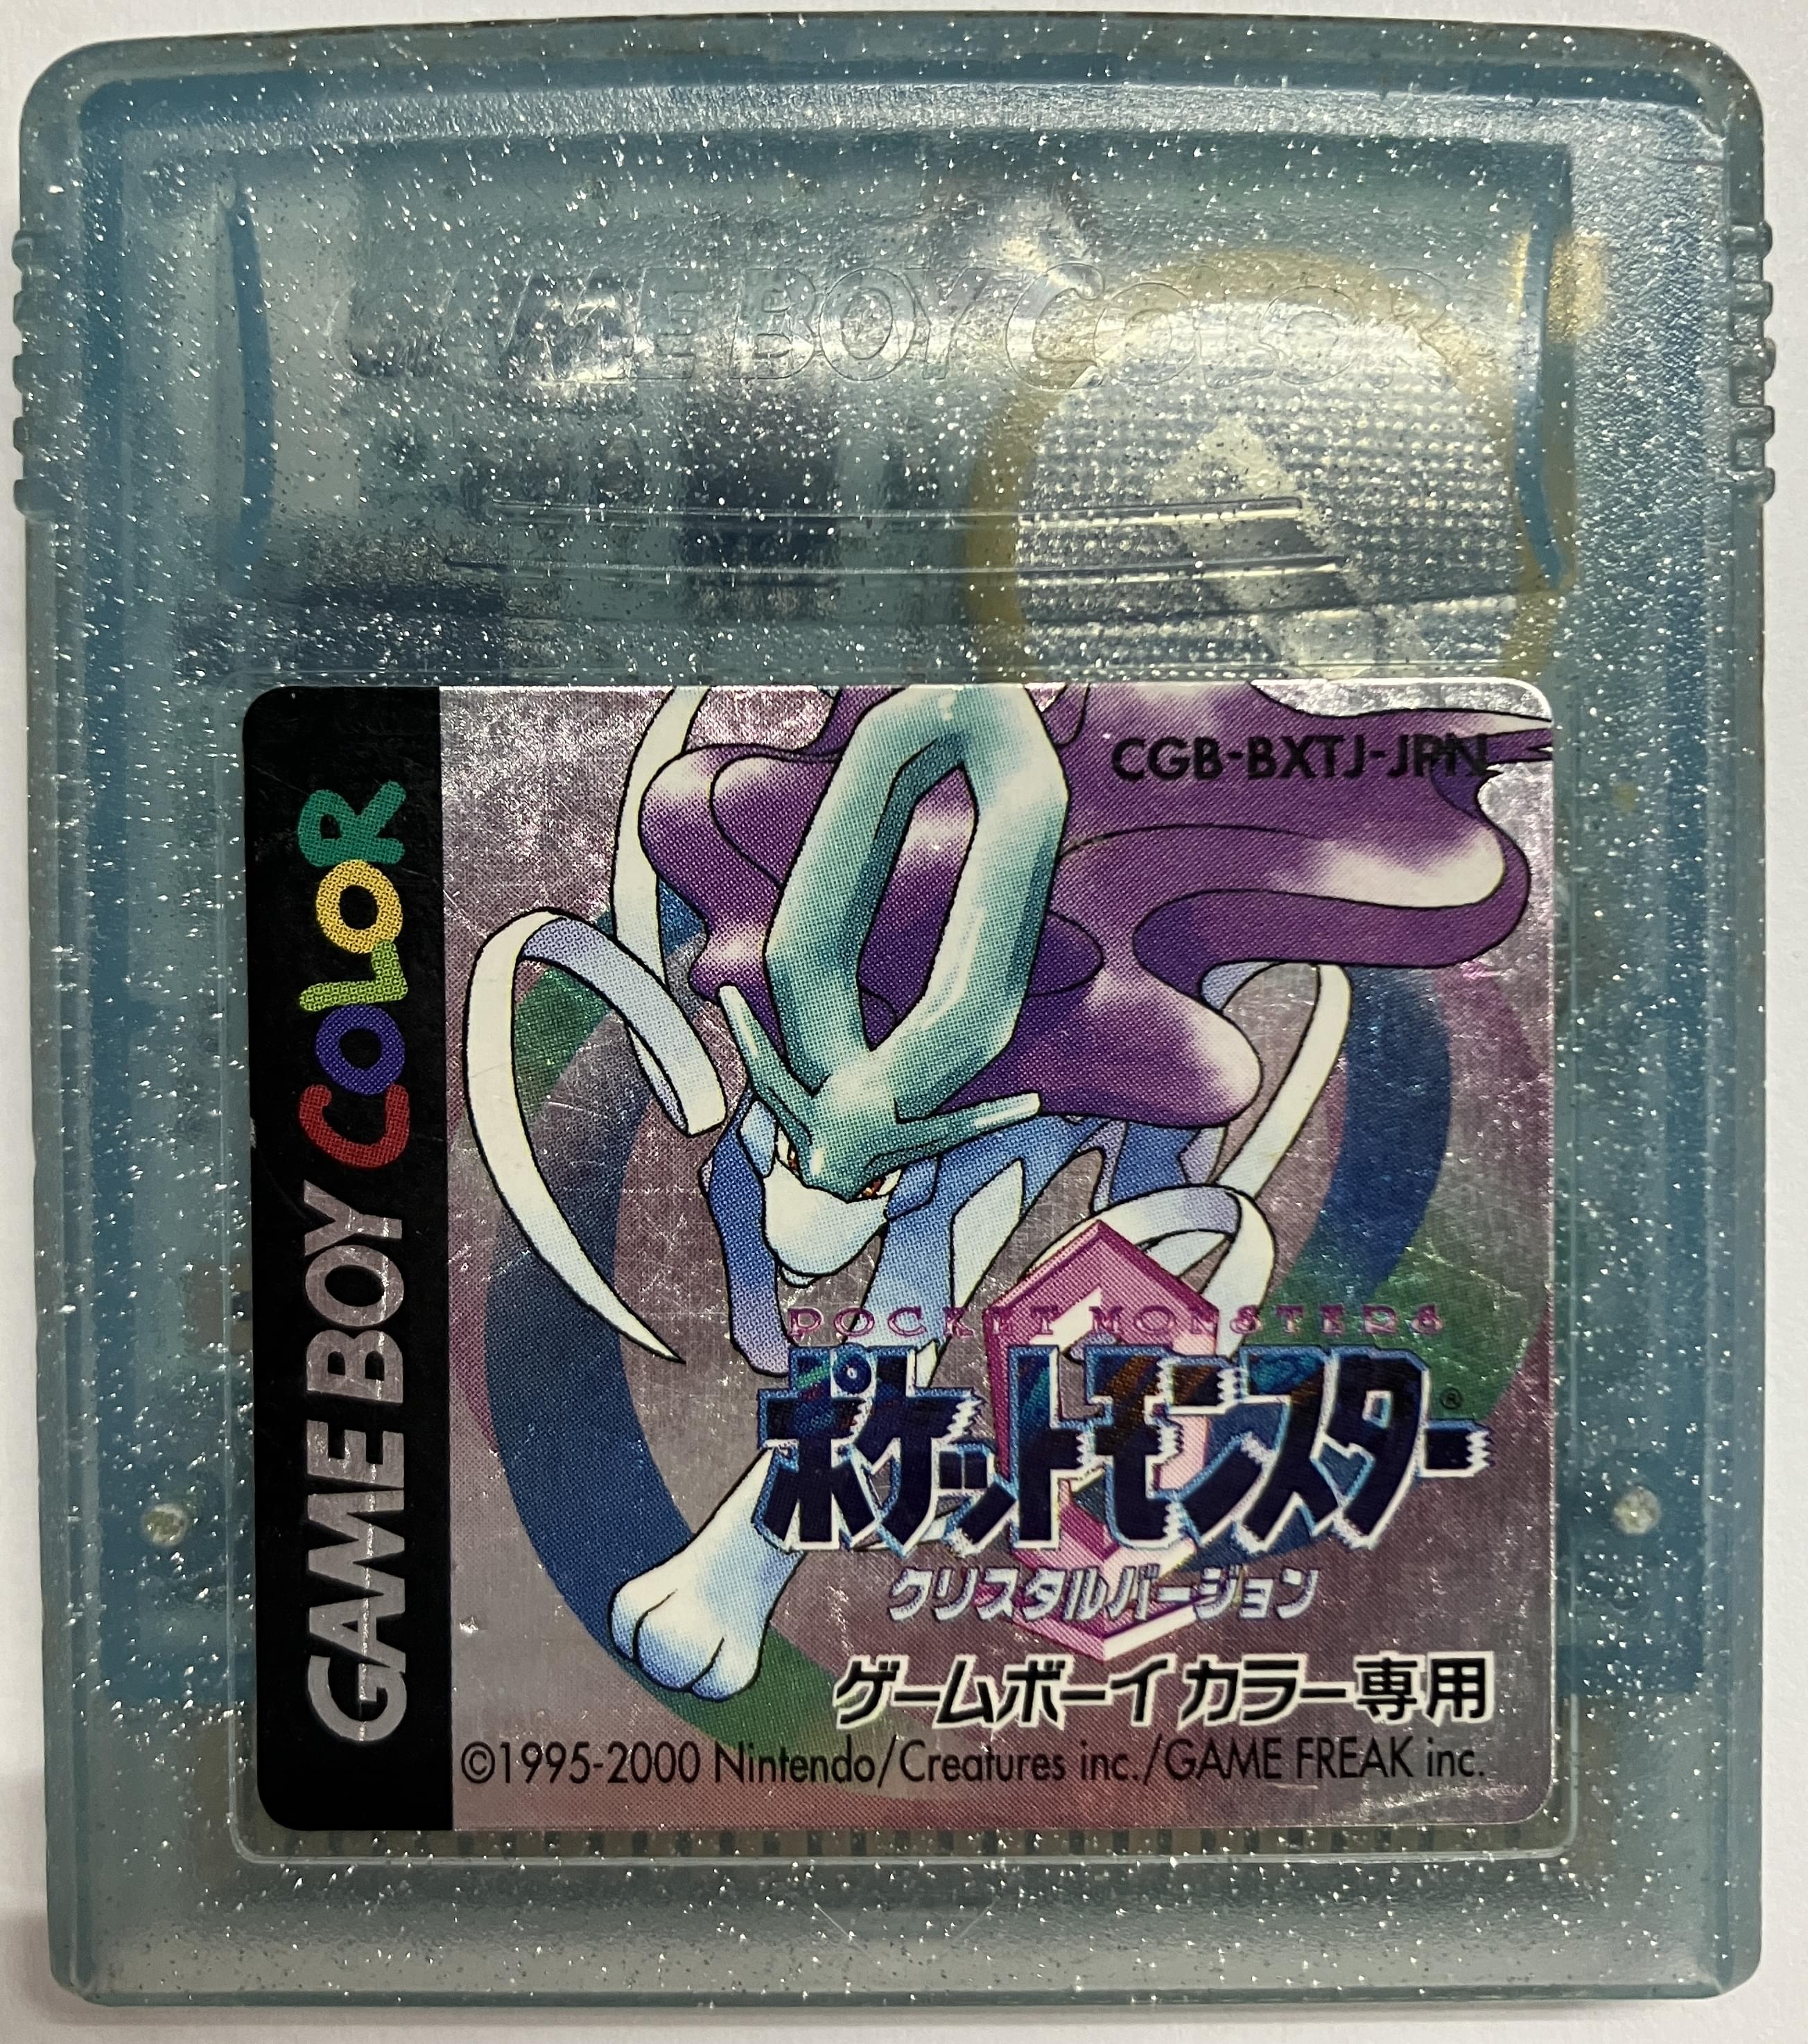 GAME BOY COLOR
GAME BOY COLOR
CGB-BXTJ-JPN
POCKET MONSTERS
ポケットモンスター®
クリスタルバージョン
ゲームボーイカラー専用
©1995-2000 Nintendo/Creatures inc./GAME FREAK inc.